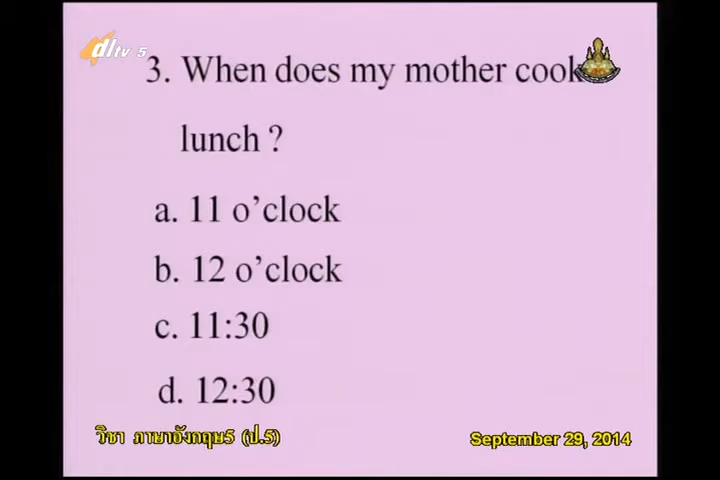 dltv 5
3. When does my mother cook
lunch ?
a. 11 o'clock
b. 12 o'clock
c. 11:30
d. 12:30
วิชา ภาษาอังกฤษ5 (ป.5)
September 29, 2014